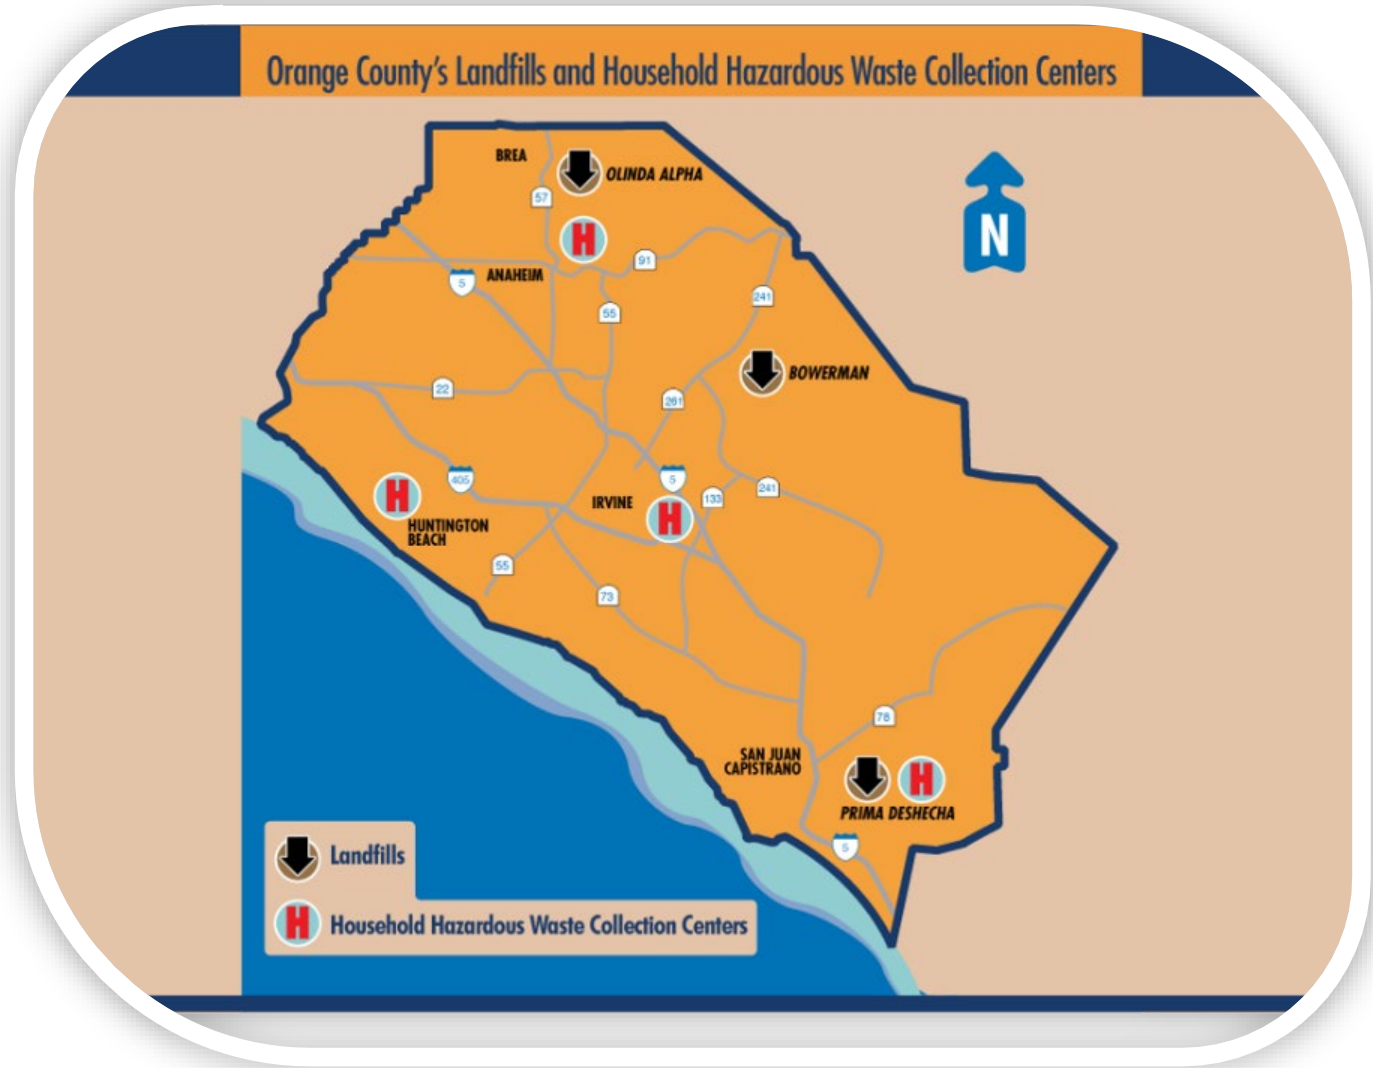 Orange County's Landfills and Household Hazardous Waste Collection Centers
BREA
OLINDA ALPHA
57
H
N
91
ANAHEIM
5
241
55
BOWERMAN
22
261
405
5
241
H
133
IRVINE
H
HUNTINGTON
BEACH
55
73
78
SAN JUAN
CAPISTRANO
H
PRIMA DESHECHA
5
Landfills
H
Household Hazardous Waste Collection Centers